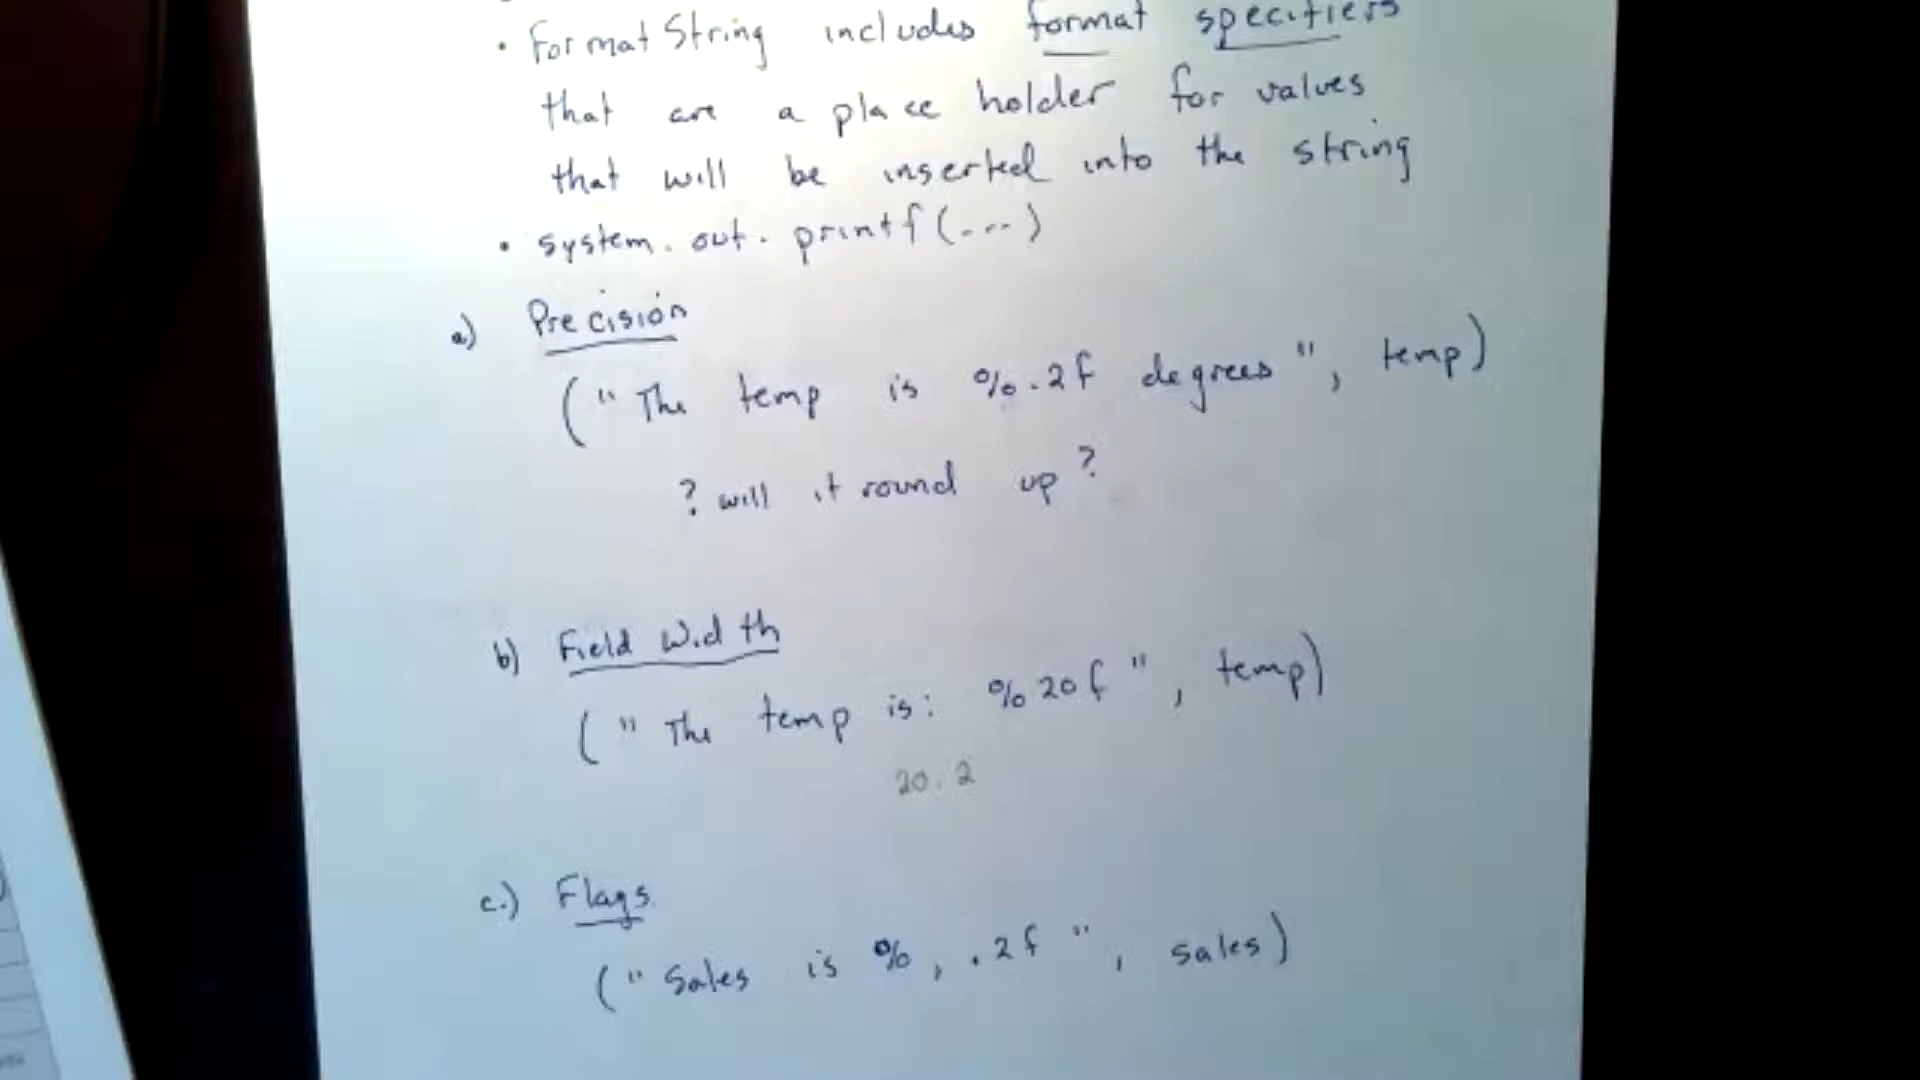 • Format String includes format specifiers
that are a place holder for values
that will be inserted into the string
• system.out.printf(...)
a) Precision
("The temp is %.2f degrees", temp)
? will it round up ?
b) Field Width
("The temp is: %20f", temp)
20.2
c.) Flags
("Sales is %,.2f", sales)